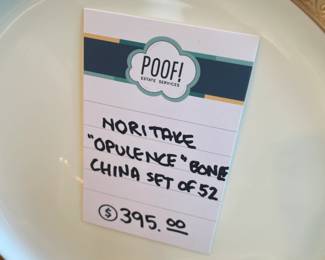 POOF!
ESTATE SERVICES
NORITAKE
"OPULENCE" BONE
CHINA SET OF 52
$395.00